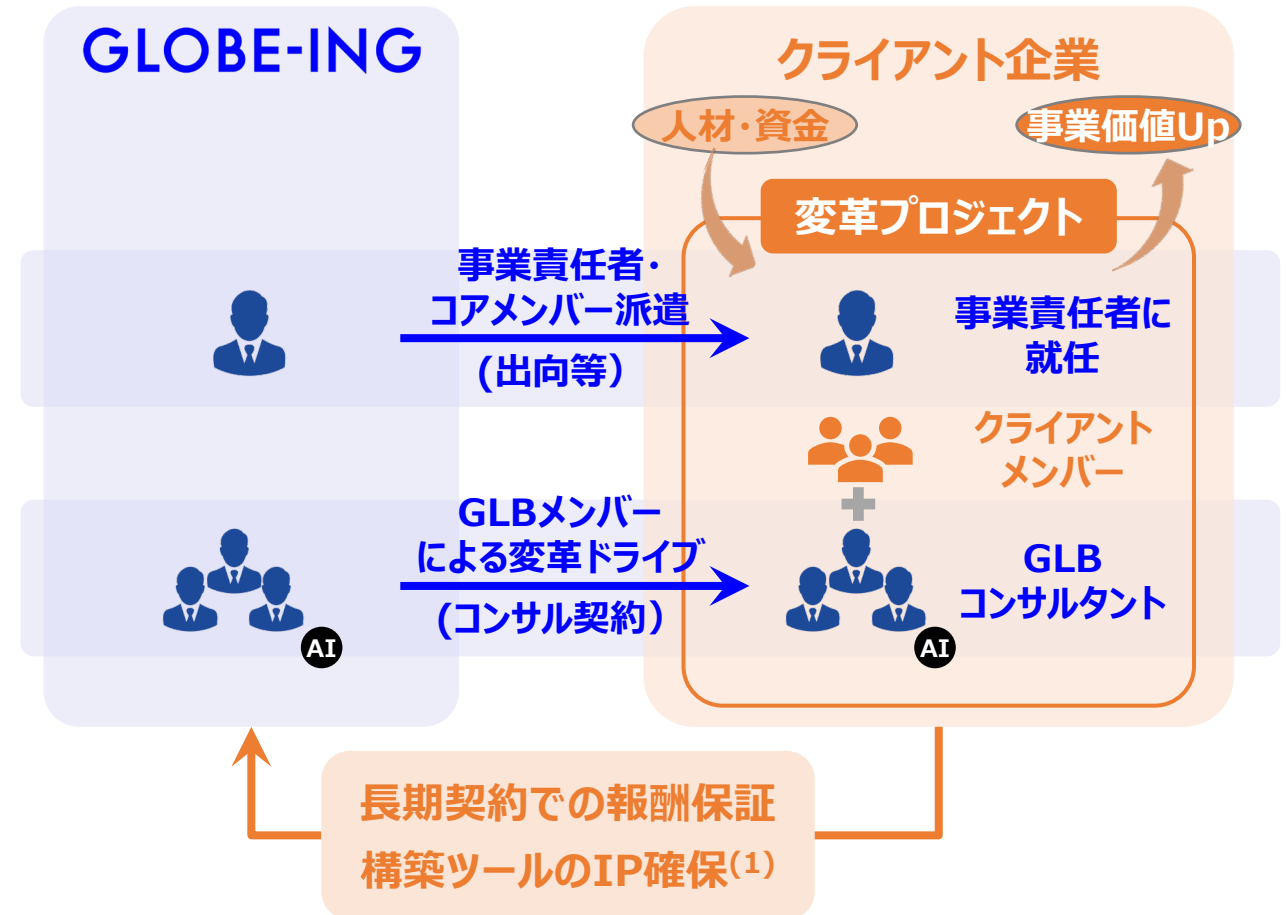 GLOBE-ING
クライアント企業
人材・資金
事業価値Up
変革プロジェクト
事業責任者・
コアメンバー派遣
(出向等）
事業責任者に
就任
クライアント
メンバー
GLBメンバー
による変革ドライブ
(コンサル契約）
GLB
コンサルタント
AI
AI
長期契約での報酬保証
構築ツールのIP確保(1)